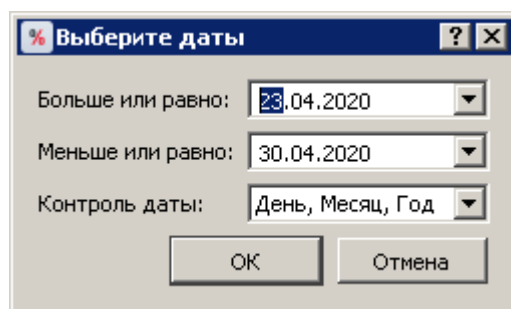 % Выберите даты ? ×
Больше или равно: 23.04.2020
Меньше или равно: 30.04.2020
Контроль даты: День, Месяц, Год
ОК Отмена